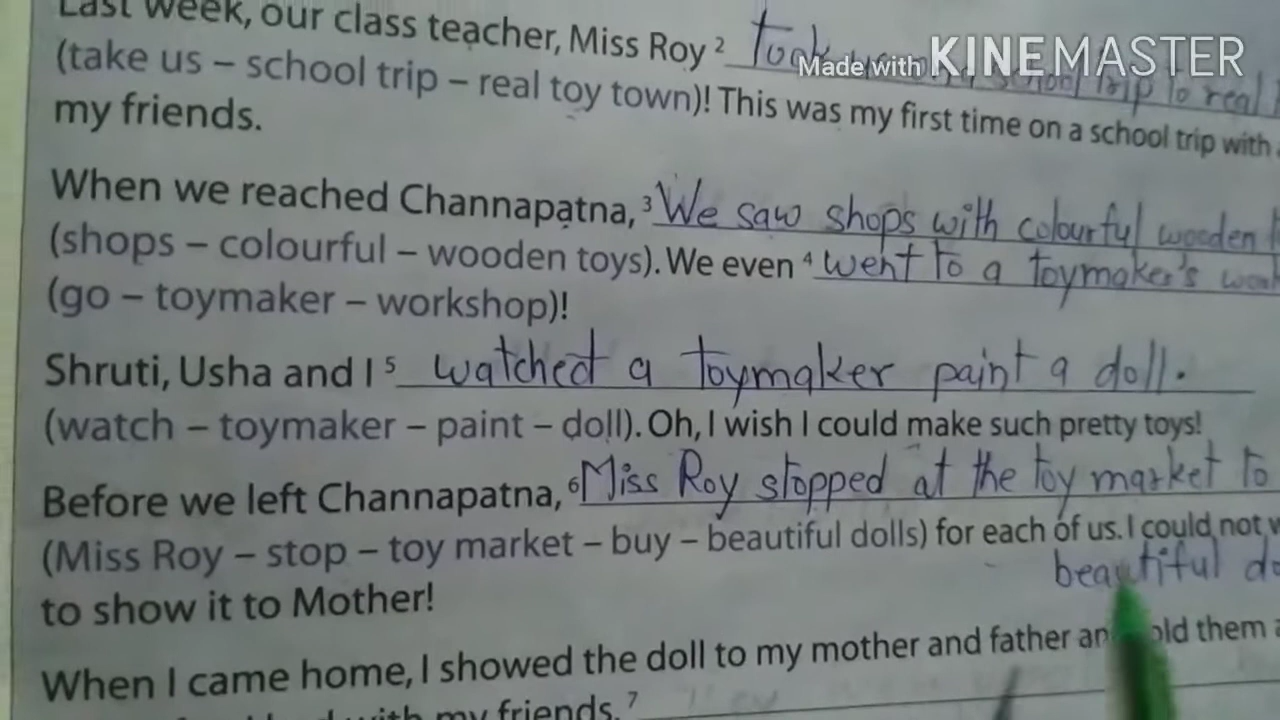 Last week, our class teacher, Miss Roy 2 Took school trip to real
Made with KINEMASTER
(take us – school trip – real toy town)! This was my first time on a school trip with
my friends.
When we reached Channapatna, 3 We saw shops with colourful wooden
(shops – colourful – wooden toys). We even 4 went to a toymaker's
(go – toymaker – workshop)!
Shruti, Usha and I 5 watched a toymaker paint a doll.
(watch – toymaker – paint – doll). Oh, I wish I could make such pretty toys!
Before we left Channapatna, 6 Miss Roy stopped at the toy market to
(Miss Roy – stop – toy market – buy – beautiful dolls) for each of us. I could not
beautiful
to show it to Mother!
When I came home, I showed the doll to my mother and father them
with my friends. 7